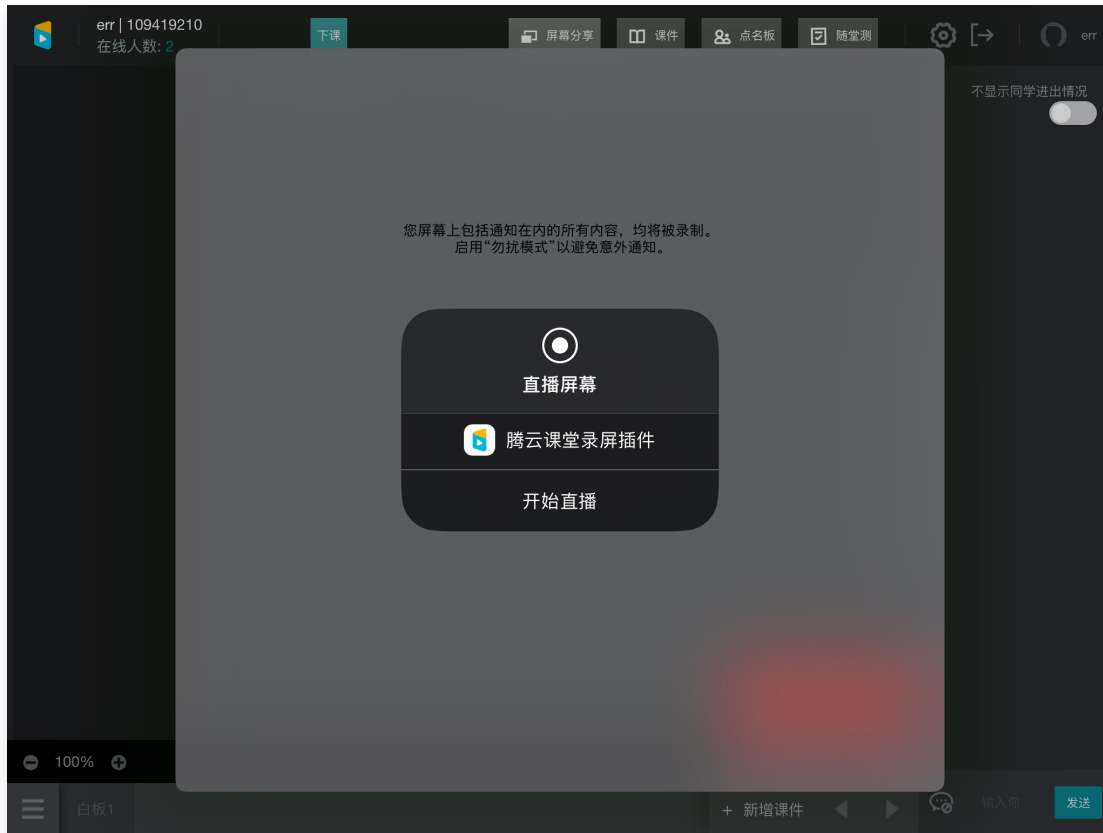 err | 109419210
在线人数: 2
下课
屏幕分享
课件
点名板
随堂测
err
不显示同学进出情况
您屏幕上包括通知在内的所有内容，均将被录制。
启用“勿扰模式”以避免意外通知。
直播屏幕
腾云课堂录屏插件
开始直播
100%
白板1
+ 新增课件
输入你
发送